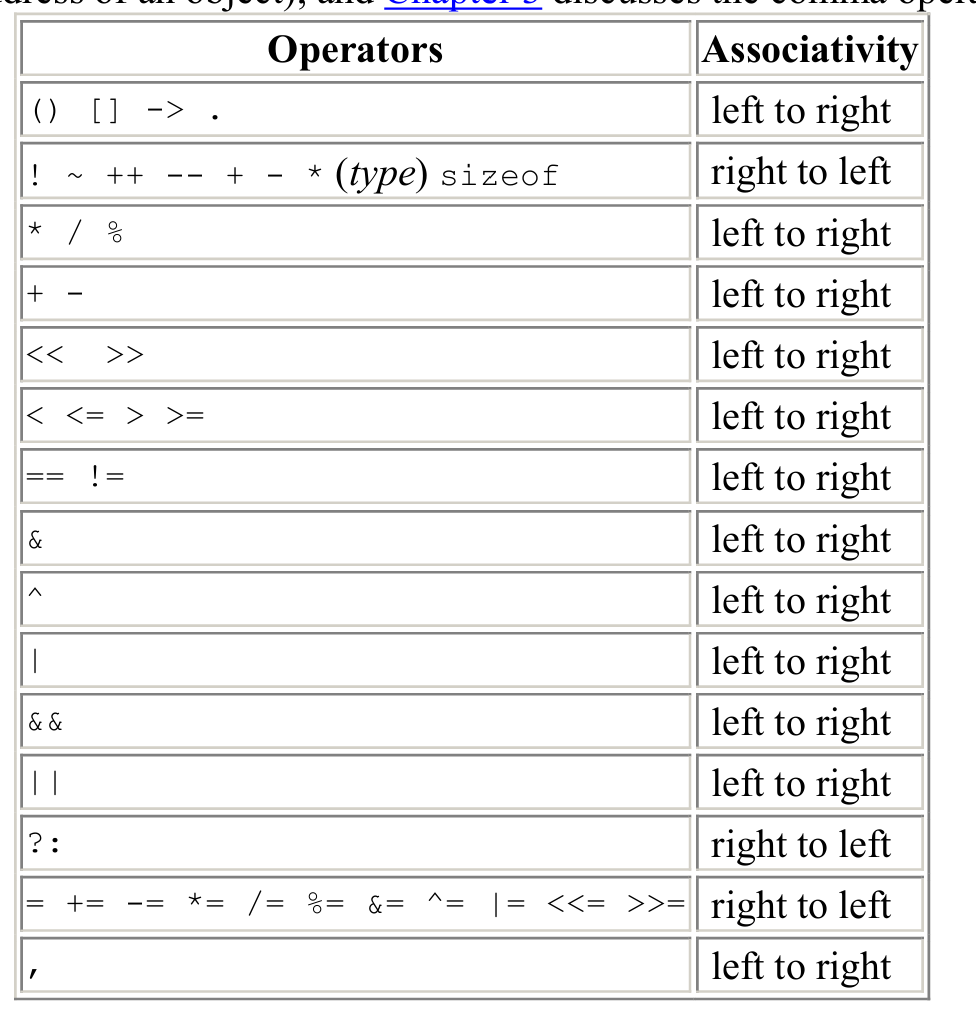 dress of an object), and Chapter 3 discusses the comma oper
Operators Associativity
() [] -> . left to right
! ~ ++ -- + - * (type) sizeof right to left
* / % left to right
+ - left to right
<< >> left to right
< <= > >= left to right
== != left to right
& left to right
^ left to right
| left to right
&& left to right
|| left to right
?: right to left
= += -= *= /= %= &= ^= |= <<= >>= right to left
, left to right